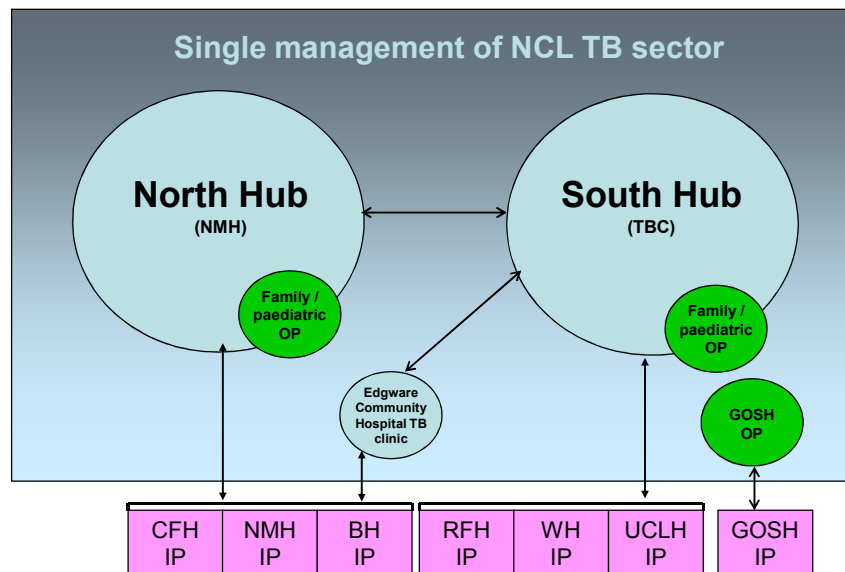 Single management of NCL TB sector
North Hub
(NMH)
South Hub
(TBC)
Family /
paediatric
OP
Family /
paediatric
OP
Edgware
Community
Hospital TB
clinic
GOSH
OP
CFH
IP
NMH
IP
BH
IP
RFH
IP
WH
IP
UCLH
IP
GOSH
IP